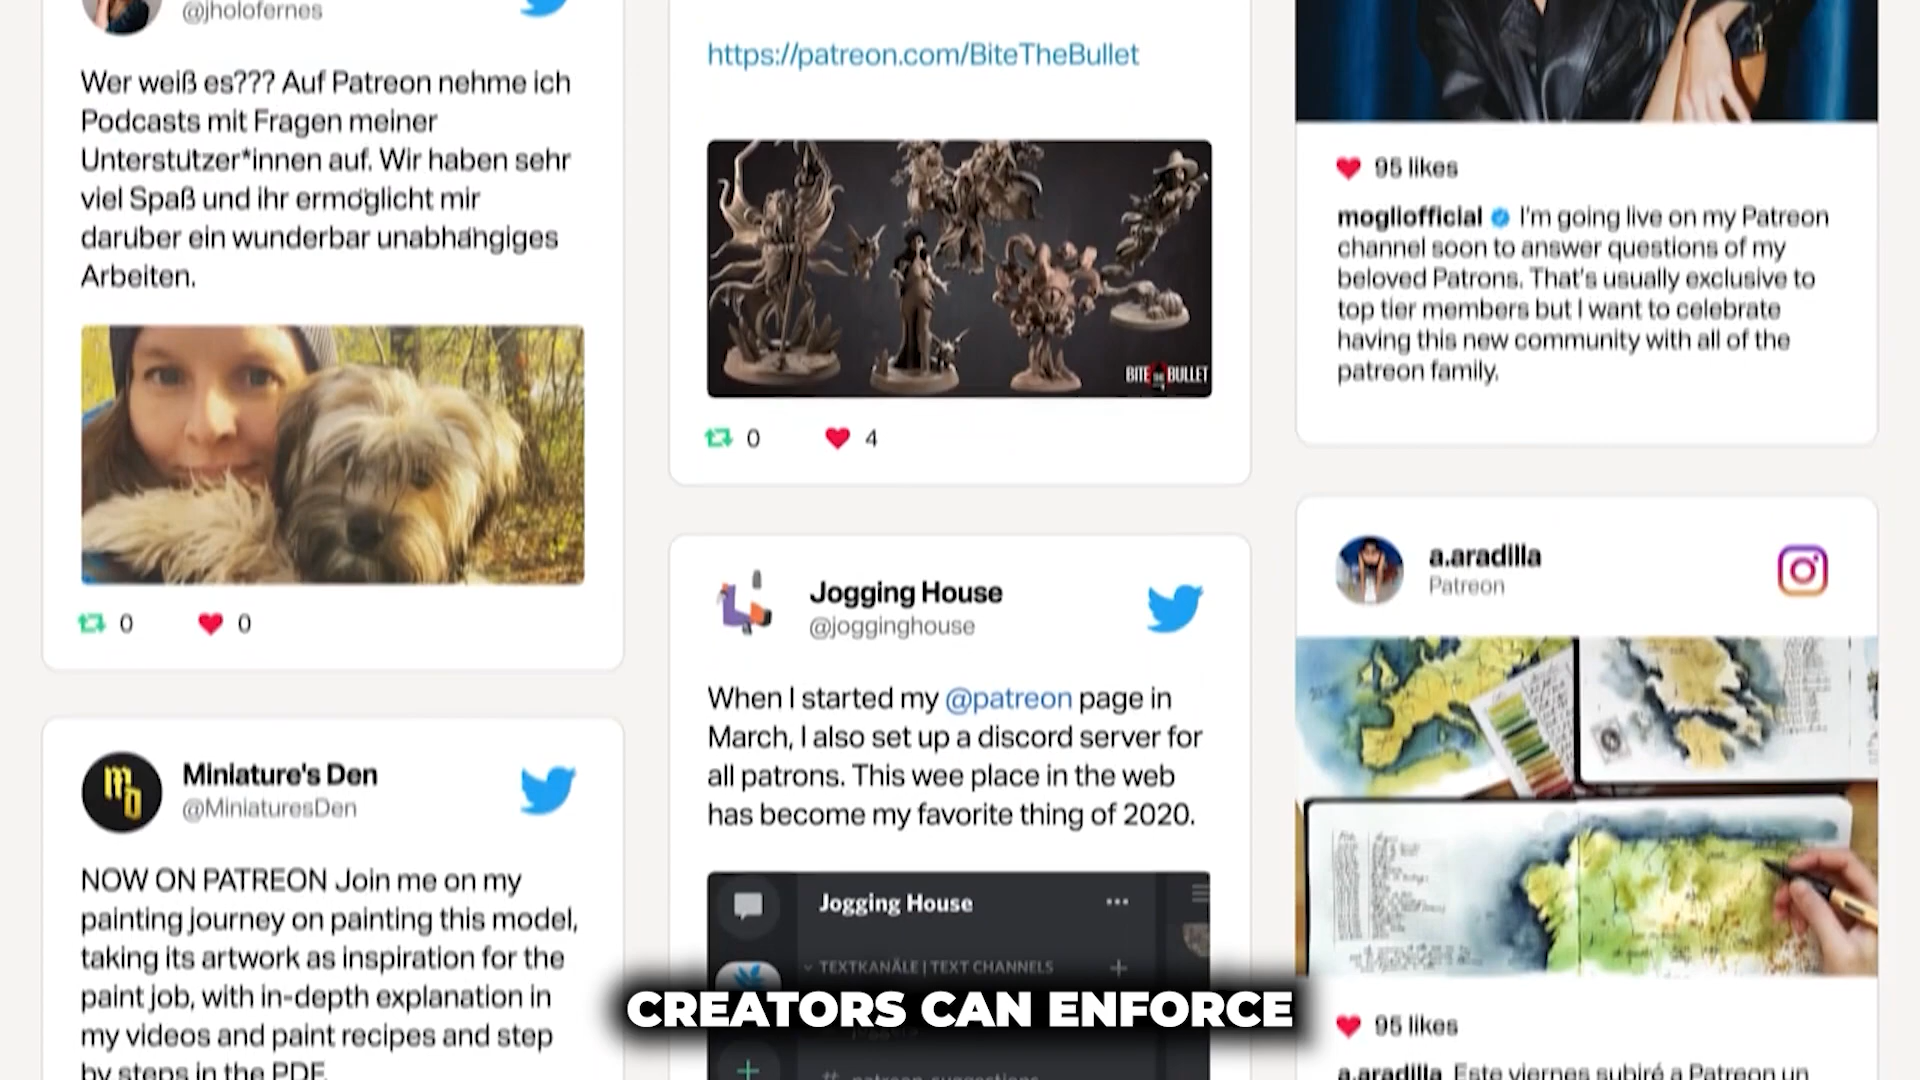 @jholofernes
Wer weiß es??? Auf Patreon nehme ich
Podcasts mit Fragen meiner
Unterstutzer*innen auf. Wir haben sehr
viel Spaß und ihr ermöglicht mir
daruber ein wunderbar unabhängiges
Arbeiten.
0 0
Miniature's Den
@MiniaturesDen
NOW ON PATREON Join me on my
painting journey on painting this model,
taking its artwork as inspiration for the
paint job, with in-depth explanation in
my videos and paint recipes and step
by steps in the PDF.
https://patreon.com/BiteTheBullet
BITE THE BULLET
0 4
Jogging House
@jogginghouse
When I started my @patreon page in
March, I also set up a discord server for
all patrons. This wee place in the web
has become my favorite thing of 2020.
Jogging House
TEXTKANÄLE | TEXT CHANNELS
CREATORS CAN ENFORCE
95 likes
mogliofficial I'm going live on my Patreon
channel soon to answer questions of my
beloved Patrons. That's usually exclusive to
top tier members but I want to celebrate
having this new community with all of the
patreon family.
a.aradilla
Patreon
95 likes
a.aradilla Este viernes subiré a Patreon un